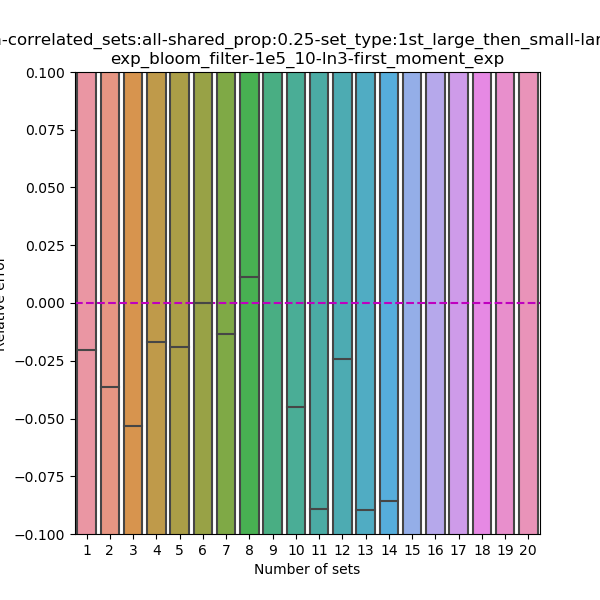 -correlated_sets:all-shared_prop:0.25-set_type:1st_large_then_small-lar
exp_bloom_filter-1e5_10-ln3-first_moment_exp
0.100
0.075
0.050
0.025
0.000
−0.025
−0.050
−0.075
−0.100
Relative error
1 2 3 4 5 6 7 8 9 10 11 12 13 14 15 16 17 18 19 20
Number of sets